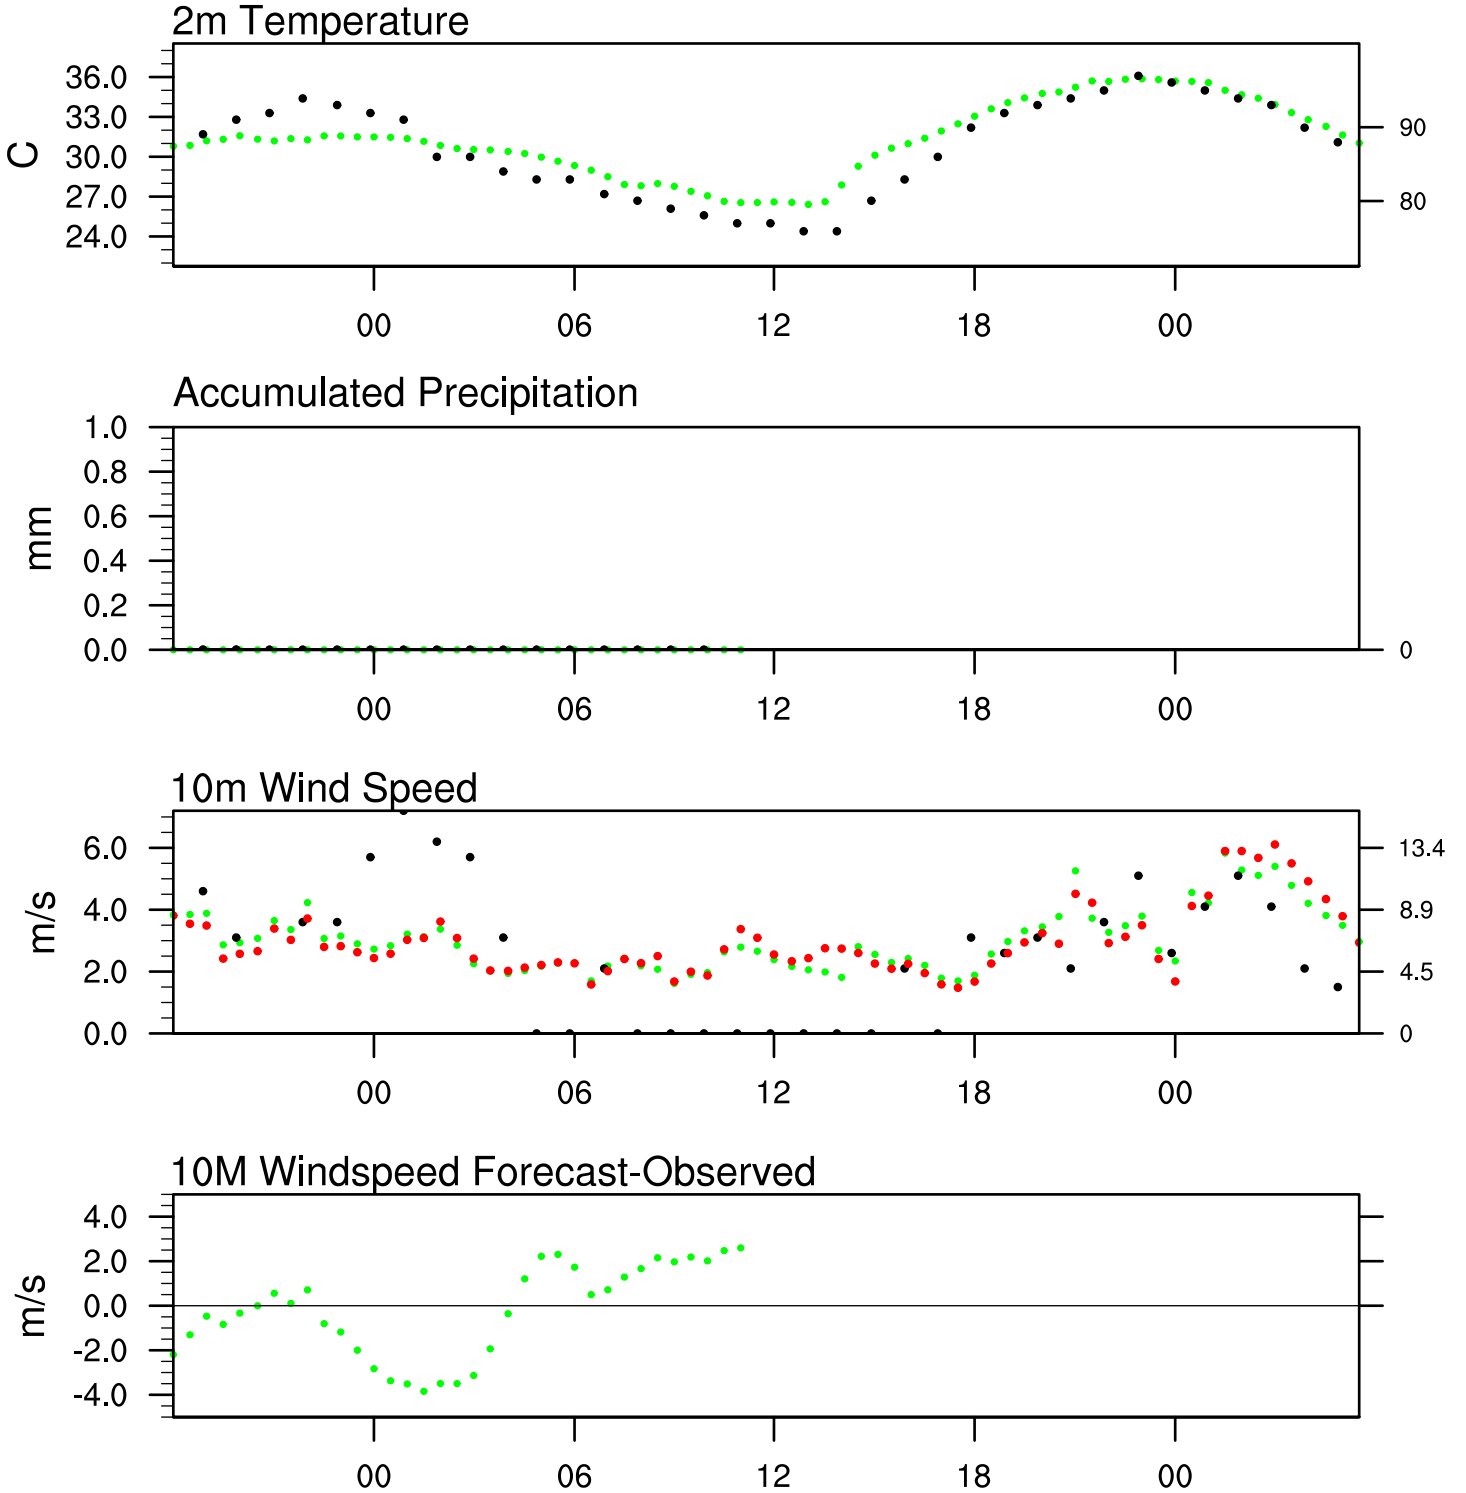 2m Temperature
36.0
33.0
30.0
27.0
24.0
C
90
80
00 06 12 18 00
Accumulated Precipitation
1.0
0.8
0.6
0.4
0.2
0.0
mm
0
00 06 12 18 00
10m Wind Speed
6.0
4.0
2.0
0.0
m/s
13.4
8.9
4.5
0
00 06 12 18 00
10M Windspeed Forecast-Observed
4.0
2.0
0.0
-2.0
-4.0
m/s
00 06 12 18 00